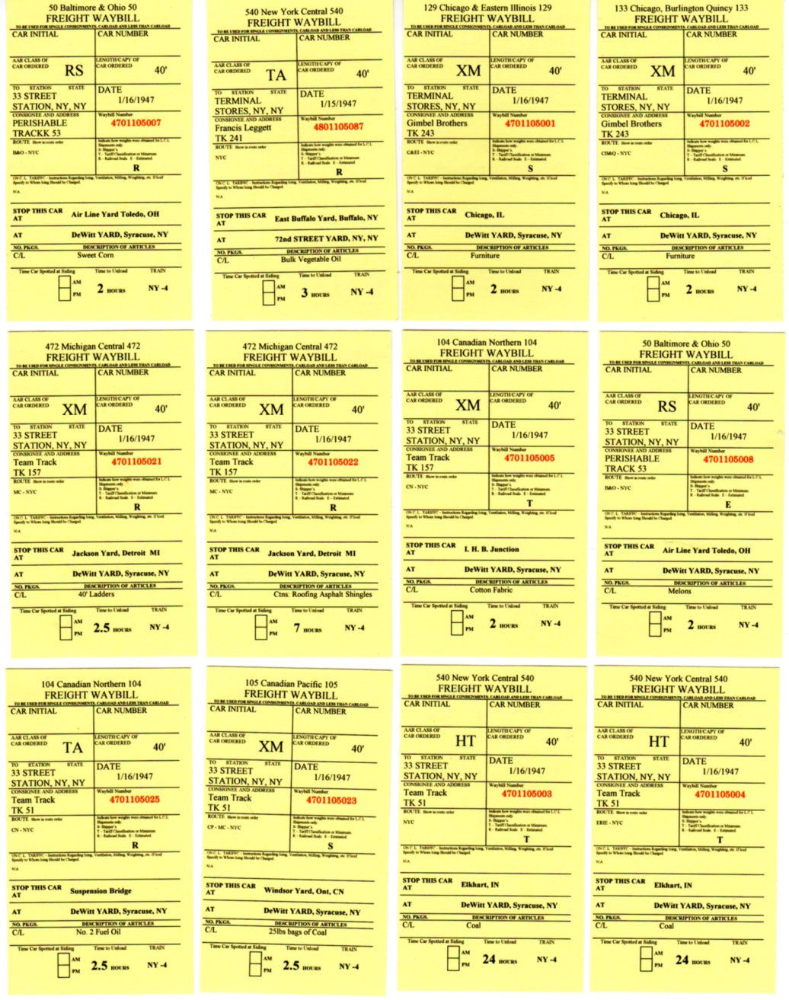 50 Baltimore & Ohio 50
FREIGHT WAYBILL
TO BE USED FOR SINGLE CONSIGNMENTS, CARLOAD AND LESS THAN CARLOAD
CAR INITIAL CAR NUMBER
AAR CLASS OF LENGTH/CAPY OF
CAR ORDERED RS CAR ORDERED 40'
TO STATION STATE DATE
33 STREET 1/16/1947
STATION, NY, NY
CONSIGNEE AND ADDRESS Waybill Number
PERISHABLE 4701105007
TRACKK 53
ROUTE Show in route order Indicate how weights were obtained for L.C.L
Shipments only
B&O - NYC S- Shipper's
T - Tariff Classification or Minimum
R - Railroad Scale E - Estimated
R
ON C. L. TARIFFC - Instructions Regarding Icing, Ventilation, Milling, Weighting, etc. If Iced
Specify to Whom Icing Should be Charged
N/A
STOP THIS CAR Air Line Yard Toledo, OH
AT
AT DeWitt YARD, Syracuse, NY
NO. PKGS. DESCRIPTION OF ARTICLES
C/L Sweet Corn
Time Car Spotted at Siding Time to Unload TRAIN
AM
PM 2 HOURS NY -4
540 New York Central 540
FREIGHT WAYBILL
TO BE USED FOR SINGLE CONSIGNMENTS, CARLOAD AND LESS THAN CARLOAD
CAR INITIAL CAR NUMBER
AAR CLASS OF LENGTH/CAPY OF
CAR ORDERED TA CAR ORDERED 40'
TO STATION STATE DATE
TERMINAL 1/15/1947
STORES, NY, NY
CONSIGNEE AND ADDRESS Waybill Number
Francis Leggett 4801105087
TK 241
ROUTE Show in route order Indicate how weights were obtained for L.C.L
Shipments only
NYC S- Shipper's
T - Tariff Classification or Minimum
R - Railroad Scale E - Estimated
R
ON C. L. TARIFFC - Instructions Regarding Icing, Ventilation, Milling, Weighting, etc. If Iced
Specify to Whom Icing Should be Charged
N/A
STOP THIS CAR East Buffalo Yard, Buffalo, NY
AT
AT 72nd STREET YARD, NY, NY
NO. PKGS. DESCRIPTION OF ARTICLES
C/L Bulk Vegetable Oil
Time Car Spotted at Siding Time to Unload TRAIN
AM
PM 3 HOURS NY -4
129 Chicago & Eastern Illinois 129
FREIGHT WAYBILL
TO BE USED FOR SINGLE CONSIGNMENTS, CARLOAD AND LESS THAN CARLOAD
CAR INITIAL CAR NUMBER
AAR CLASS OF LENGTH/CAPY OF
CAR ORDERED XM CAR ORDERED 40'
TO STATION STATE DATE
TERMINAL 1/16/1947
STORES, NY, NY
CONSIGNEE AND ADDRESS Waybill Number
Gimbel Brothers 4701105001
TK 243
ROUTE Show in route order Indicate how weights were obtained for L.C.L
Shipments only
C&EI - NYC S- Shipper's
T - Tariff Classification or Minimum
R - Railroad Scale E - Estimated
S
ON C. L. TARIFFC - Instructions Regarding Icing, Ventilation, Milling, Weighting, etc. If Iced
Specify to Whom Icing Should be Charged
N/A
STOP THIS CAR Chicago, IL
AT
AT DeWitt YARD, Syracuse, NY
NO. PKGS. DESCRIPTION OF ARTICLES
C/L Furniture
Time Car Spotted at Siding Time to Unload TRAIN
AM
PM 2 HOURS NY -4
133 Chicago, Burlington Quincy 133
FREIGHT WAYBILL
TO BE USED FOR SINGLE CONSIGNMENTS, CARLOAD AND LESS THAN CARLOAD
CAR INITIAL CAR NUMBER
AAR CLASS OF LENGTH/CAPY OF
CAR ORDERED XM CAR ORDERED 40'
TO STATION STATE DATE
TERMINAL 1/16/1947
STORES, NY, NY
CONSIGNEE AND ADDRESS Waybill Number
Gimbel Brothers 4701105002
TK 243
ROUTE Show in route order Indicate how weights were obtained for L.C.L
Shipments only
CB&Q - NYC S- Shipper's
T - Tariff Classification or Minimum
R - Railroad Scale E - Estimated
S
ON C. L. TARIFFC - Instructions Regarding Icing, Ventilation, Milling, Weighting, etc. If Iced
Specify to Whom Icing Should be Charged
N/A
STOP THIS CAR Chicago, IL
AT
AT DeWitt YARD, Syracuse, NY
NO. PKGS. DESCRIPTION OF ARTICLES
C/L Furniture
Time Car Spotted at Siding Time to Unload TRAIN
AM
PM 2 HOURS NY -4
472 Michigan Central 472
FREIGHT WAYBILL
TO BE USED FOR SINGLE CONSIGNMENTS, CARLOAD AND LESS THAN CARLOAD
CAR INITIAL CAR NUMBER
AAR CLASS OF LENGTH/CAPY OF
CAR ORDERED XM CAR ORDERED 40'
TO STATION STATE DATE
33 STREET 1/16/1947
STATION, NY, NY
CONSIGNEE AND ADDRESS Waybill Number
Team Track 4701105021
TK 157
ROUTE Show in route order Indicate how weights were obtained for L.C.L
Shipments only
MC - NYC S- Shipper's
T - Tariff Classification or Minimum
R - Railroad Scale E - Estimated
R
ON C. L. TARIFFC - Instructions Regarding Icing, Ventilation, Milling, Weighting, etc. If Iced
Specify to Whom Icing Should be Charged
N/A
STOP THIS CAR Jackson Yard, Detroit MI
AT
AT DeWitt YARD, Syracuse, NY
NO. PKGS. DESCRIPTION OF ARTICLES
C/L 40' Ladders
Time Car Spotted at Siding Time to Unload TRAIN
AM
PM 2.5 HOURS NY -4
472 Michigan Central 472
FREIGHT WAYBILL
TO BE USED FOR SINGLE CONSIGNMENTS, CARLOAD AND LESS THAN CARLOAD
CAR INITIAL CAR NUMBER
AAR CLASS OF LENGTH/CAPY OF
CAR ORDERED XM CAR ORDERED 40'
TO STATION STATE DATE
33 STREET 1/16/1947
STATION, NY, NY
CONSIGNEE AND ADDRESS Waybill Number
Team Track 4701105022
TK 157
ROUTE Show in route order Indicate how weights were obtained for L.C.L
Shipments only
MC - NYC S- Shipper's
T - Tariff Classification or Minimum
R - Railroad Scale E - Estimated
R
ON C. L. TARIFFC - Instructions Regarding Icing, Ventilation, Milling, Weighting, etc. If Iced
Specify to Whom Icing Should be Charged
N/A
STOP THIS CAR Jackson Yard, Detroit MI
AT
AT DeWitt YARD, Syracuse, NY
NO. PKGS. DESCRIPTION OF ARTICLES
C/L Ctns: Roofing Asphalt Shingles
Time Car Spotted at Siding Time to Unload TRAIN
AM
PM 7 HOURS NY -4
104 Canadian Northern 104
FREIGHT WAYBILL
TO BE USED FOR SINGLE CONSIGNMENTS, CARLOAD AND LESS THAN CARLOAD
CAR INITIAL CAR NUMBER
AAR CLASS OF LENGTH/CAPY OF
CAR ORDERED XM CAR ORDERED 40'
TO STATION STATE DATE
33 STREET 1/16/1947
STATION, NY, NY
CONSIGNEE AND ADDRESS Waybill Number
Team Track 4701105005
TK 157
ROUTE Show in route order Indicate how weights were obtained for L.C.L
Shipments only
CN - NYC S- Shipper's
T - Tariff Classification or Minimum
R - Railroad Scale E - Estimated
T
ON C. L. TARIFFC - Instructions Regarding Icing, Ventilation, Milling, Weighting, etc. If Iced
Specify to Whom Icing Should be Charged
N/A
STOP THIS CAR I. H. B. Junction
AT
AT DeWitt YARD, Syracuse, NY
NO. PKGS. DESCRIPTION OF ARTICLES
C/L Cotton Fabric
Time Car Spotted at Siding Time to Unload TRAIN
AM
PM 2 HOURS NY -4
50 Baltimore & Ohio 50
FREIGHT WAYBILL
TO BE USED FOR SINGLE CONSIGNMENTS, CARLOAD AND LESS THAN CARLOAD
CAR INITIAL CAR NUMBER
AAR CLASS OF LENGTH/CAPY OF
CAR ORDERED RS CAR ORDERED 40'
TO STATION STATE DATE
33 STREET 1/16/1947
STATION, NY, NY
CONSIGNEE AND ADDRESS Waybill Number
PERISHABLE 4701105008
TRACK 53
ROUTE Show in route order Indicate how weights were obtained for L.C.L
Shipments only
B&O - NYC S- Shipper's
T - Tariff Classification or Minimum
R - Railroad Scale E - Estimated
E
ON C. L. TARIFFC - Instructions Regarding Icing, Ventilation, Milling, Weighting, etc. If Iced
Specify to Whom Icing Should be Charged
N/A
STOP THIS CAR Air Line Yard Toledo, OH
AT
AT DeWitt YARD, Syracuse, NY
NO. PKGS. DESCRIPTION OF ARTICLES
C/L Melons
Time Car Spotted at Siding Time to Unload TRAIN
AM
PM 2 HOURS NY -4
104 Canadian Northern 104
FREIGHT WAYBILL
TO BE USED FOR SINGLE CONSIGNMENTS, CARLOAD AND LESS THAN CARLOAD
CAR INITIAL CAR NUMBER
AAR CLASS OF LENGTH/CAPY OF
CAR ORDERED TA CAR ORDERED 40'
TO STATION STATE DATE
33 STREET 1/16/1947
STATION, NY, NY
CONSIGNEE AND ADDRESS Waybill Number
Team Track 4701105025
TK 51
ROUTE Show in route order Indicate how weights were obtained for L.C.L
Shipments only
CN - NYC S- Shipper's
T - Tariff Classification or Minimum
R - Railroad Scale E - Estimated
R
ON C. L. TARIFFC - Instructions Regarding Icing, Ventilation, Milling, Weighting, etc. If Iced
Specify to Whom Icing Should be Charged
N/A
STOP THIS CAR Suspension Bridge
AT
AT DeWitt YARD, Syracuse, NY
NO. PKGS. DESCRIPTION OF ARTICLES
C/L No. 2 Fuel Oil
Time Car Spotted at Siding Time to Unload TRAIN
AM
PM 2.5 HOURS NY -4
105 Canadian Pacific 105
FREIGHT WAYBILL
TO BE USED FOR SINGLE CONSIGNMENTS, CARLOAD AND LESS THAN CARLOAD
CAR INITIAL CAR NUMBER
AAR CLASS OF LENGTH/CAPY OF
CAR ORDERED XM CAR ORDERED 40'
TO STATION STATE DATE
33 STREET 1/16/1947
STATION, NY, NY
CONSIGNEE AND ADDRESS Waybill Number
Team Track 4701105023
TK 51
ROUTE Show in route order Indicate how weights were obtained for L.C.L
Shipments only
CP - MC - NYC S- Shipper's
T - Tariff Classification or Minimum
R - Railroad Scale E - Estimated
S
ON C. L. TARIFFC - Instructions Regarding Icing, Ventilation, Milling, Weighting, etc. If Iced
Specify to Whom Icing Should be Charged
N/A
STOP THIS CAR Windsor Yard, Ont, CN
AT
AT DeWitt YARD, Syracuse, NY
NO. PKGS. DESCRIPTION OF ARTICLES
C/L 25lbs bags of Coal
Time Car Spotted at Siding Time to Unload TRAIN
AM
PM 2.5 HOURS NY -4
540 New York Central 540
FREIGHT WAYBILL
TO BE USED FOR SINGLE CONSIGNMENTS, CARLOAD AND LESS THAN CARLOAD
CAR INITIAL CAR NUMBER
AAR CLASS OF LENGTH/CAPY OF
CAR ORDERED HT CAR ORDERED 40'
TO STATION STATE DATE
33 STREET 1/16/1947
STATION, NY, NY
CONSIGNEE AND ADDRESS Waybill Number
Team Track 4701105003
TK 51
ROUTE Show in route order Indicate how weights were obtained for L.C.L
Shipments only
NYC S- Shipper's
T - Tariff Classification or Minimum
R - Railroad Scale E - Estimated
T
ON C. L. TARIFFC - Instructions Regarding Icing, Ventilation, Milling, Weighting, etc. If Iced
Specify to Whom Icing Should be Charged
N/A
STOP THIS CAR Elkhart, IN
AT
AT DeWitt YARD, Syracuse, NY
NO. PKGS. DESCRIPTION OF ARTICLES
C/L Coal
Time Car Spotted at Siding Time to Unload TRAIN
AM
PM 24 HOURS NY -4
540 New York Central 540
FREIGHT WAYBILL
TO BE USED FOR SINGLE CONSIGNMENTS, CARLOAD AND LESS THAN CARLOAD
CAR INITIAL CAR NUMBER
AAR CLASS OF LENGTH/CAPY OF
CAR ORDERED HT CAR ORDERED 40'
TO STATION STATE DATE
33 STREET 1/16/1947
STATION, NY, NY
CONSIGNEE AND ADDRESS Waybill Number
Team Track 4701105004
TK 51
ROUTE Show in route order Indicate how weights were obtained for L.C.L
Shipments only
ERIE - NYC S- Shipper's
T - Tariff Classification or Minimum
R - Railroad Scale E - Estimated
T
ON C. L. TARIFFC - Instructions Regarding Icing, Ventilation, Milling, Weighting, etc. If Iced
Specify to Whom Icing Should be Charged
N/A
STOP THIS CAR Elkhart, IN
AT
AT DeWitt YARD, Syracuse, NY
NO. PKGS. DESCRIPTION OF ARTICLES
C/L Coal
Time Car Spotted at Siding Time to Unload TRAIN
AM
PM 24 HOURS NY -4